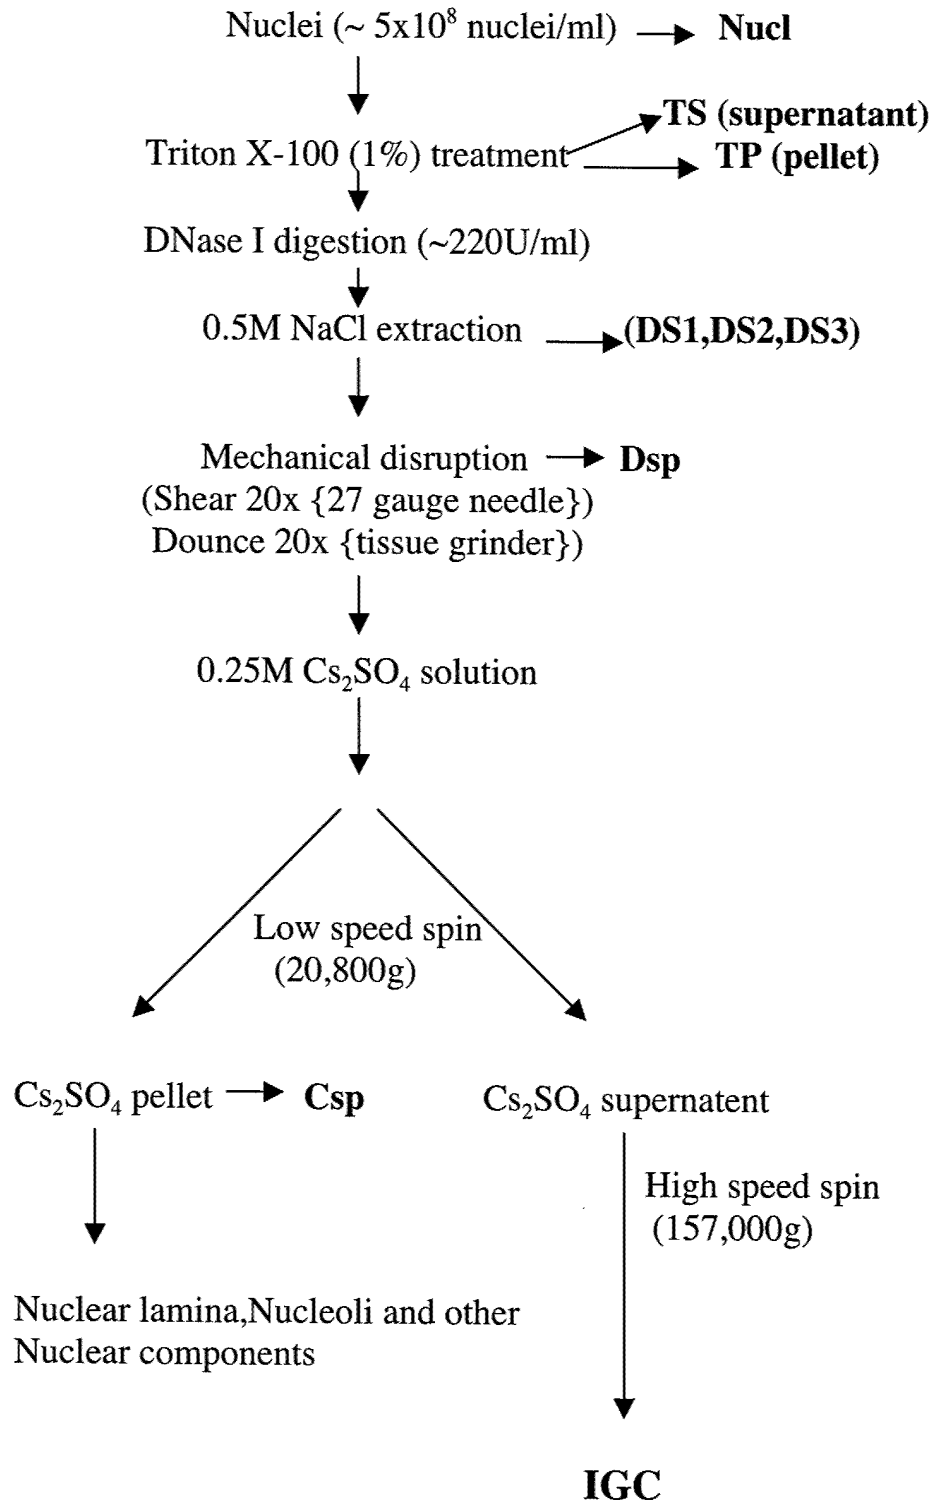 Nuclei (~ 5x10⁸ nuclei/ml)
Nucl
TS (supernatant)
Triton X-100 (1%) treatment
TP (pellet)
DNase I digestion (~220U/ml)
0.5M NaCl extraction
(DS1,DS2,DS3)
Mechanical disruption
Dsp
(Shear 20x {27 gauge needle})
Dounce 20x {tissue grinder})
0.25M Cs₂SO₄ solution
Low speed spin
(20,800g)
Cs₂SO₄ pellet
Csp
Cs₂SO₄ supernatent
High speed spin
(157,000g)
Nuclear lamina,Nucleoli and other
Nuclear components
IGC